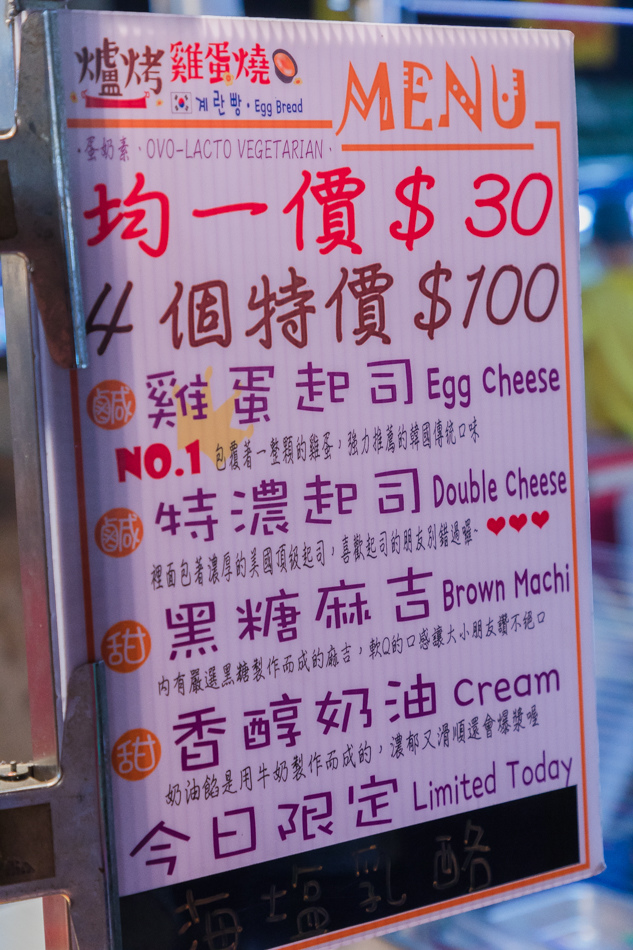 爐烤雞蛋燒
계란빵・Egg Bread
MENU
・蛋奶素・OVO-LACTO VEGETARIAN・
均一價$30
4個特價$100
鹹 雞蛋起司 Egg Cheese
NO.1 包覆著一整顆的雞蛋，強力推薦的韓國傳統口味
鹹 特濃起司 Double Cheese
裡面包著濃厚的美國頂級起司，喜歡起司的朋友別錯過喔~
甜 黑糖麻吉 Brown Machi
內有嚴選黑糖製作而成的麻吉，軟Q的口感讓大小朋友讚不絕口
甜 香醇奶油 Cream
奶油餡是用牛奶製作而成的，濃郁又滑順還會爆漿喔
今日限定 Limited Today
海塩乳酪